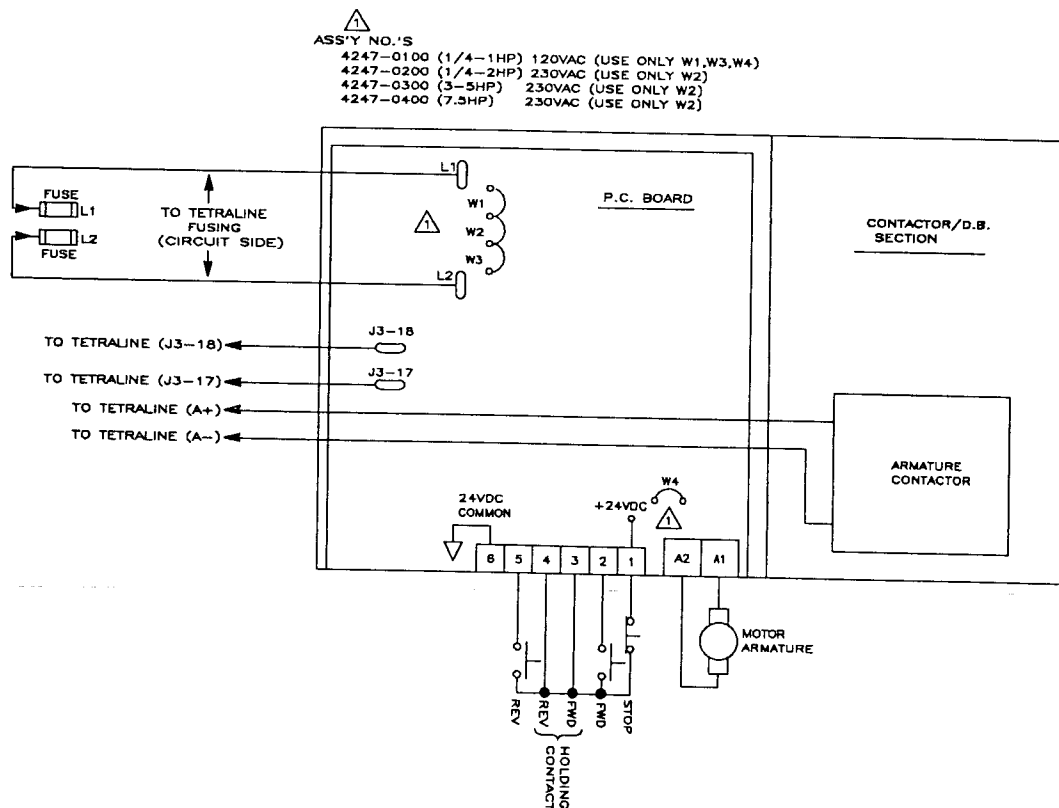 1
ASS'Y NO.'S
4247-0100 (1/4-1HP) 120VAC (USE ONLY W1,W3,W4)
4247-0200 (1/4-2HP) 230VAC (USE ONLY W2)
4247-0300 (3-5HP) 230VAC (USE ONLY W2)
4247-0400 (7.5HP) 230VAC (USE ONLY W2)
L1
FUSE
L1
L2
FUSE
TO TETRALINE
FUSING
(CIRCUIT SIDE)
1
W1
W2
W3
L2
P.C. BOARD
CONTACTOR/D.B.
SECTION
J3-18
TO TETRALINE (J3-18)
J3-17
TO TETRALINE (J3-17)
TO TETRALINE (A+)
TO TETRALINE (A-)
ARMATURE
CONTACTOR
24VDC
COMMON
+24VDC
W4
1
6 5 4 3 2 1
A2 A1
MOTOR
ARMATURE
REV
REV
FWD
FWD
STOP
HOLDING
CONTACT